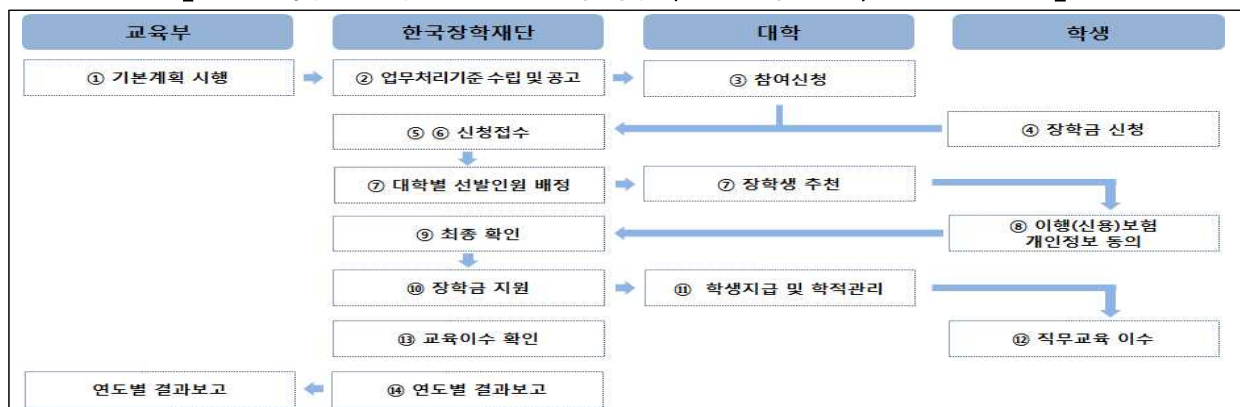 교육부 한국장학재단 대학 학생
① 기본계획 시행 ② 업무처리기준 수립 및 공고 ③ 참여신청
⑤ ⑥ 신청접수 ④ 장학금 신청
⑦ 대학별 선발인원 배정 ⑦ 장학생 추천
⑨ 최종 확인 ⑧ 이행(신용)보험
개인정보 동의
⑩ 장학금 지원 ⑪ 학생지급 및 학적관리
⑬ 교육이수 확인 ⑫ 직무교육 이수
연도별 결과보고 ⑭ 연도별 결과보고